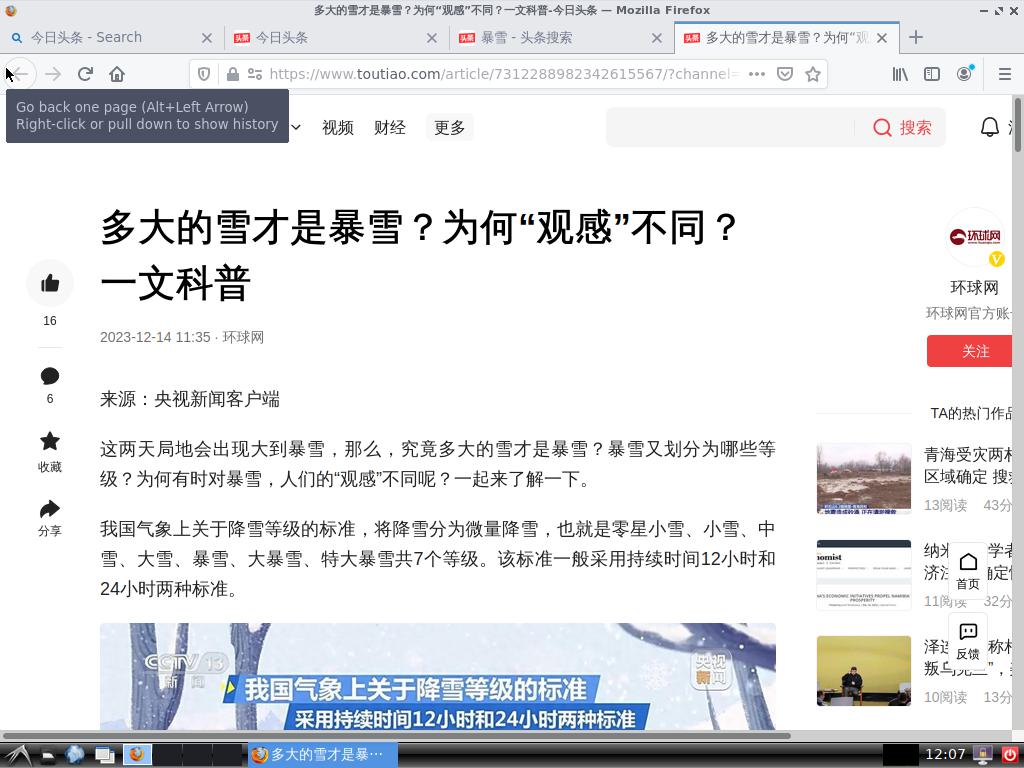 多大的雪才是暴雪？为何“观感”不同？一文科普-今日头条 — Mozilla Firefox
今日头条 - Search
今日头条
暴雪 - 头条搜索
多大的雪才是暴雪？为何“观
https://www.toutiao.com/article/7312288982342615567/?channel=
Go back one page (Alt+Left Arrow)
Right-click or pull down to show history
视频 财经 更多
搜索
多大的雪才是暴雪？为何“观感”不同？
一文科普
2023-12-14 11:35 · 环球网
16
6
收藏
分享
来源：央视新闻客户端
这两天局地会出现大到暴雪，那么，究竟多大的雪才是暴雪？暴雪又划分为哪些等
级？为何有时对暴雪，人们的“观感”不同呢？一起来了解一下。
我国气象上关于降雪等级的标准，将降雪分为微量降雪，也就是零星小雪、小雪、中
雪、大雪、暴雪、大暴雪、特大暴雪共7个等级。该标准一般采用持续时间12小时和
24小时两种标准。
CCTV 13
新闻
央视
新闻
我国气象上关于降雪等级的标准
采用持续时间12小时和24小时两种标准
环球网
环球网
环球网官方账
关注
TA的热门作品
青海受灾两村
区域确定 搜
13阅读 43分
纳米 学者
济注 确定
11阅读 32分
泽连 称
叛乌
10阅读 13分
首页
反馈
多大的雪才是暴…
12:07